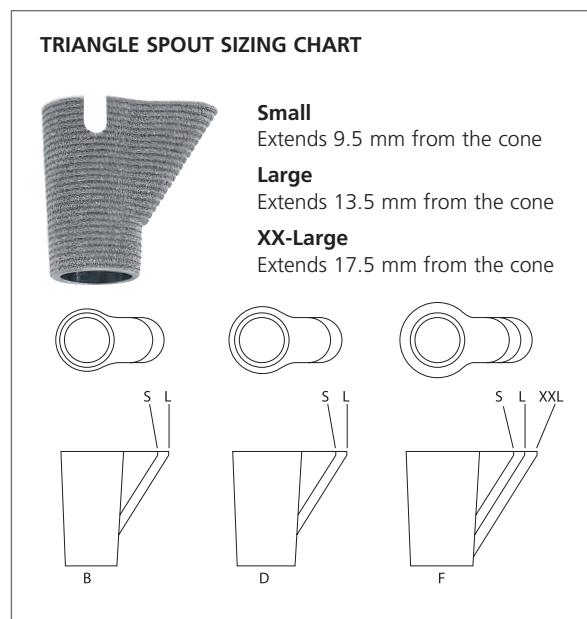 TRIANGLE SPOUT SIZING CHART
Small
Extends 9.5 mm from the cone
Large
Extends 13.5 mm from the cone
XX-Large
Extends 17.5 mm from the cone
S L S L S L XXL
B D F